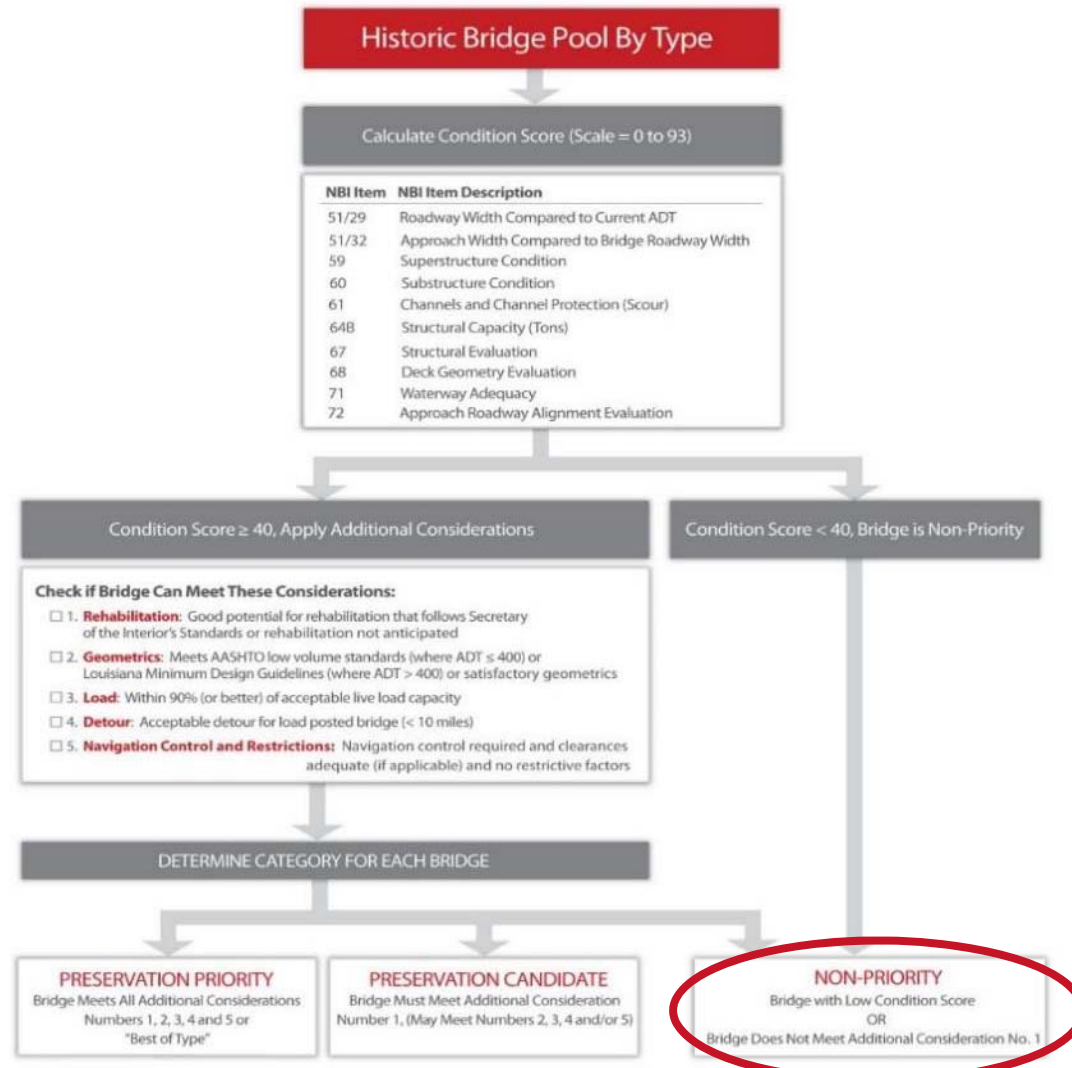 Historic Bridge Pool By Type
Calculate Condition Score (Scale = 0 to 93)
NBI Item NBI Item Description
51/29 Roadway Width Compared to Current ADT
51/32 Approach Width Compared to Bridge Roadway Width
59 Superstructure Condition
60 Substructure Condition
61 Channels and Channel Protection (Scour)
64B Structural Capacity (Tons)
67 Structural Evaluation
68 Deck Geometry Evaluation
71 Waterway Adequacy
72 Approach Roadway Alignment Evaluation
Condition Score ≥ 40, Apply Additional Considerations
Check if Bridge Can Meet These Considerations:
☐ 1. Rehabilitation: Good potential for rehabilitation that follows Secretary
of the Interior's Standards or rehabilitation not anticipated
☐ 2. Geometrics: Meets AASHTO low volume standards (where ADT ≤ 400) or
Louisiana Minimum Design Guidelines (where ADT > 400) or satisfactory geometrics
☐ 3. Load: Within 90% (or better) of acceptable live load capacity
☐ 4. Detour: Acceptable detour for load posted bridge (< 10 miles)
☐ 5. Navigation Control and Restrictions: Navigation control required and clearances
adequate (if applicable) and no restrictive factors
Condition Score < 40, Bridge is Non-Priority
DETERMINE CATEGORY FOR EACH BRIDGE
PRESERVATION PRIORITY
Bridge Meets All Additional Considerations
Numbers 1, 2, 3, 4 and 5 or
"Best of Type"
PRESERVATION CANDIDATE
Bridge Must Meet Additional Consideration
Number 1, (May Meet Numbers 2, 3, 4 and/or 5)
NON-PRIORITY
Bridge with Low Condition Score
OR
Bridge Does Not Meet Additional Consideration No. 1